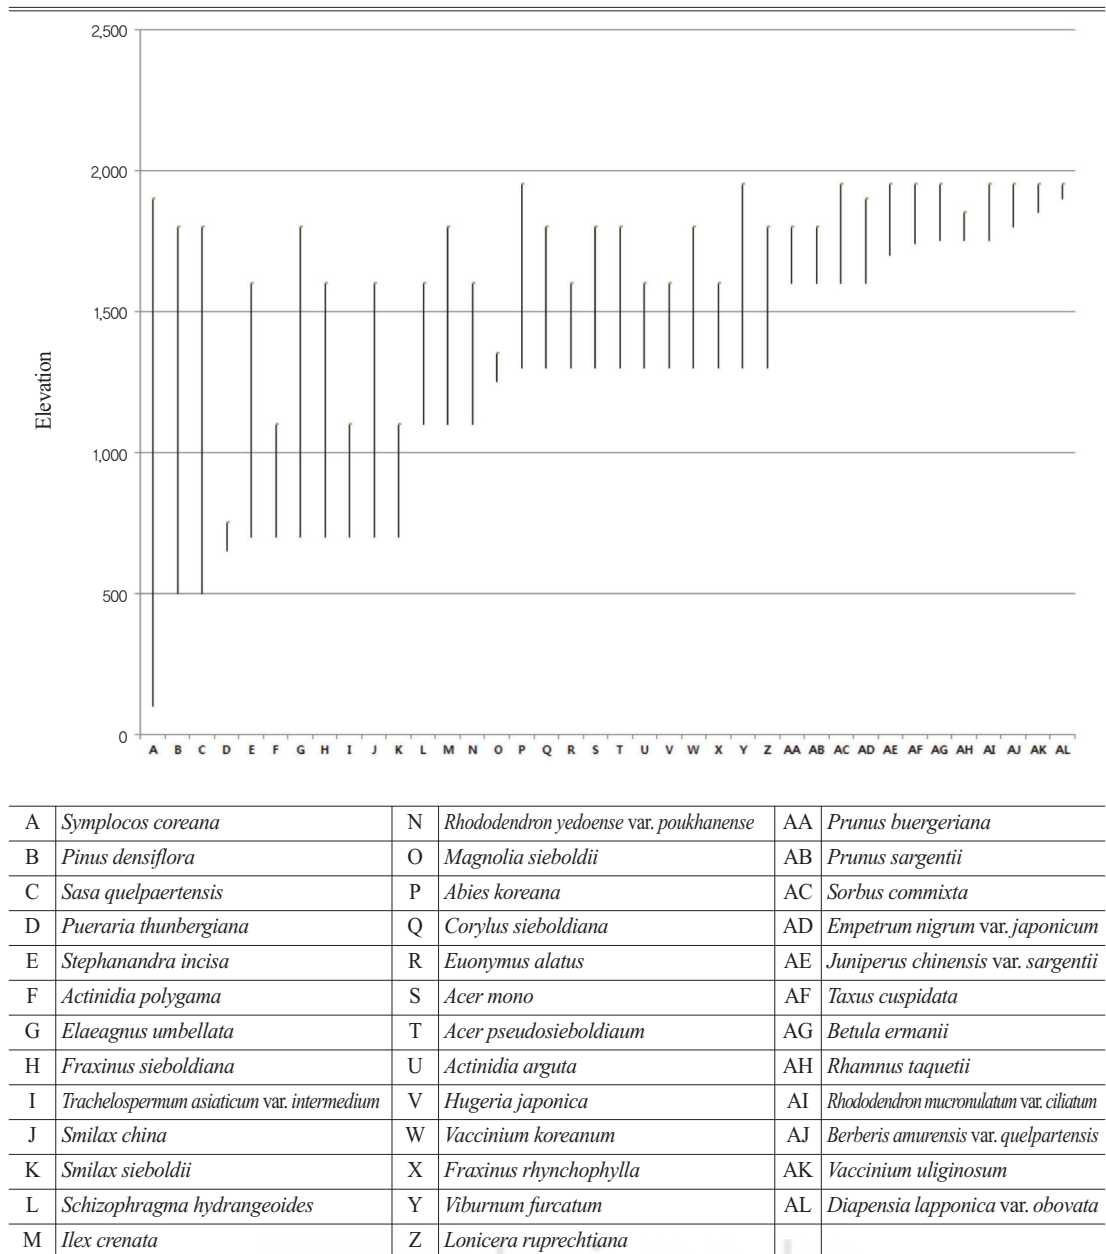 2,500
2,000
1,500
1,000
500
0
Elevation
A B C D E F G H I J K L M N O P Q R S T U V W X Y Z AA AB AC AD AE AF AG AH AI AJ AK AL
A Symplocos coreana N Rhododendron yedoense var. poukhanense AA Prunus buergeriana
B Pinus densiflora O Magnolia sieboldii AB Prunus sargentii
C Sasa quelpaertensis P Abies koreana AC Sorbus commixta
D Pueraria thunbergiana Q Corylus sieboldiana AD Empetrum nigrum var. japonicum
E Stephanandra incisa R Euonymus alatus AE Juniperus chinensis var. sargentii
F Actinidia polygama S Acer mono AF Taxus cuspidata
G Elaeagnus umbellata T Acer pseudosieboldiaum AG Betula ermanii
H Fraxinus sieboldiana U Actinidia arguta AH Rhamnus taquetii
I Trachelospermum asiaticum var. intermedium V Hugeria japonica AI Rhododendron mucronulatum var. ciliatum
J Smilax china W Vaccinium koreanum AJ Berberis amurensis var. quelpartensis
K Smilax sieboldii X Fraxinus rhynchophylla AK Vaccinium uliginosum
L Schizophragma hydrangeoides Y Viburnum furcatum AL Diapensia lapponica var. obovata
M Ilex crenata Z Lonicera ruprechtiana